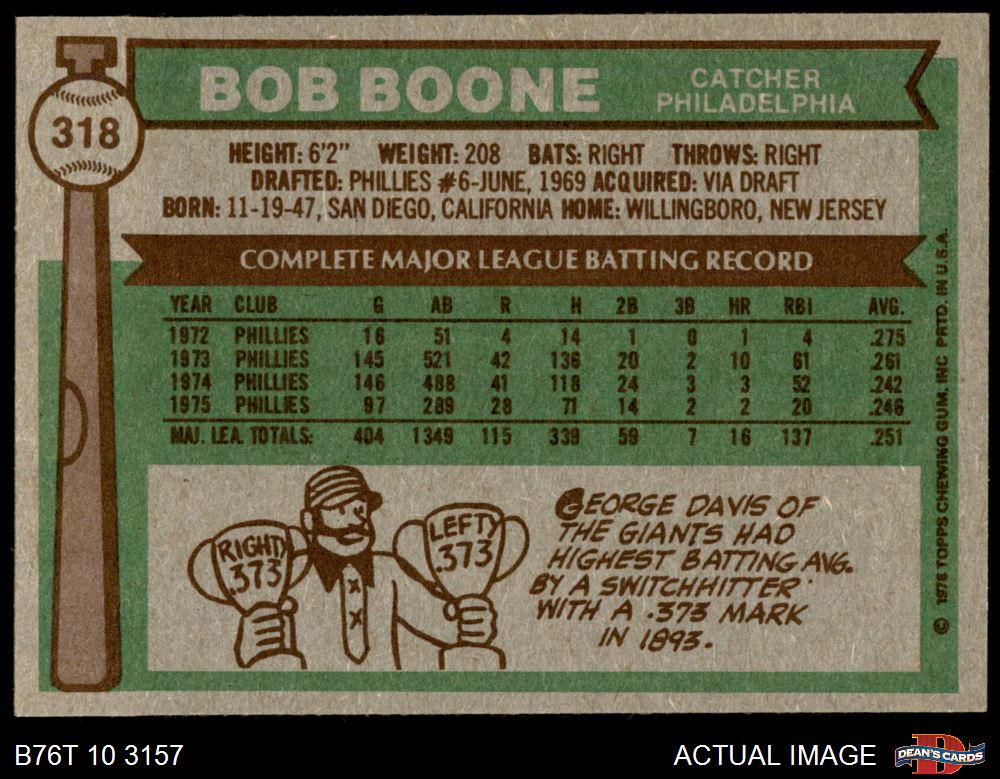 318
BOB BOONE
CATCHER
PHILADELPHIA
HEIGHT: 6'2" WEIGHT: 208 BATS: RIGHT THROWS: RIGHT
DRAFTED: PHILLIES #6-JUNE, 1969 ACQUIRED: VIA DRAFT
BORN: 11-19-47, SAN DIEGO, CALIFORNIA HOME: WILLINGBORO, NEW JERSEY
COMPLETE MAJOR LEAGUE BATTING RECORD
YEAR CLUB G AB R H 2B 3B HR RBI AVG.
1972 PHILLIES 16 51 4 14 1 0 1 4 .275
1973 PHILLIES 145 521 42 136 20 2 10 61 .261
1974 PHILLIES 146 488 41 118 24 3 3 52 .242
1975 PHILLIES 97 289 28 71 14 2 2 20 .246
MAJ. LEA. TOTALS: 404 1349 115 339 59 7 16 137 .251
RIGHTY
.373
LEFTY
.373
GEORGE DAVIS OF
THE GIANTS HAD
HIGHEST BATTING AVG.
BY A SWITCHHITTER
WITH A .373 MARK
IN 1893.
© 1976 TOPPS CHEWING GUM, INC PRTD. IN U.S.A.
B76T 10 3157
ACTUAL IMAGE
DEAN'S CARDS